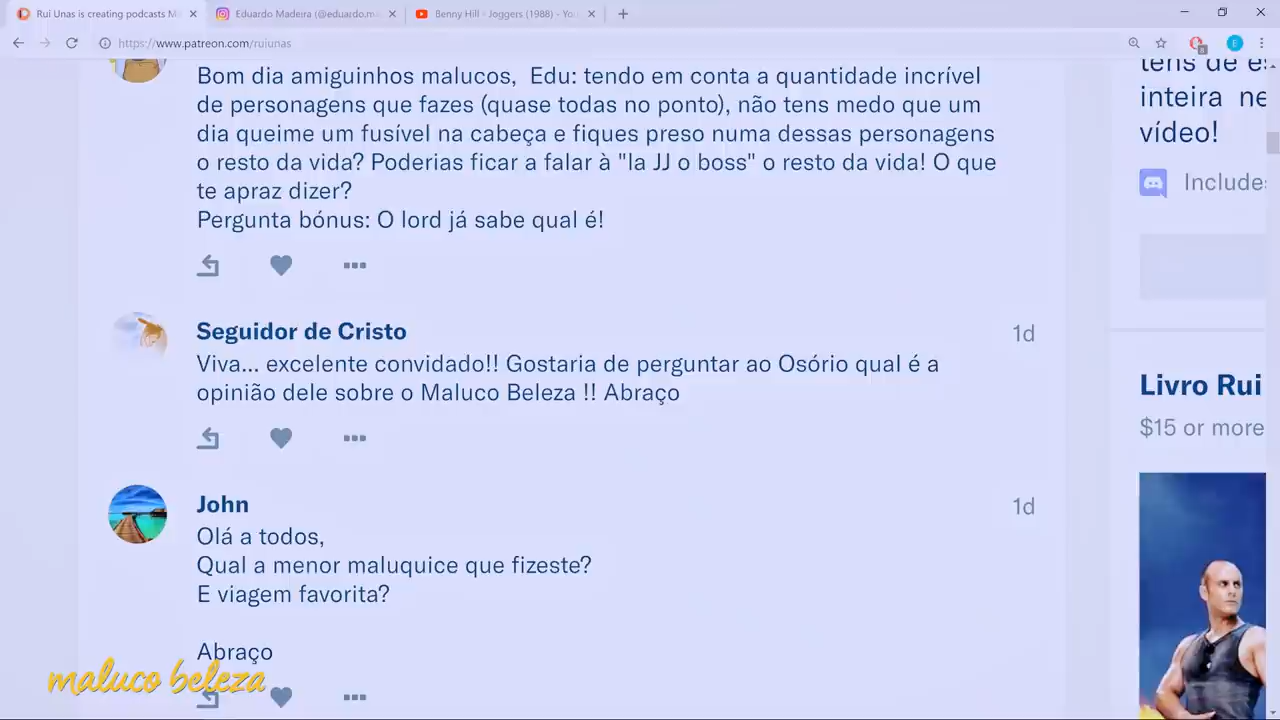 Rui Unas is creating podcasts M
Eduardo Madeira (@eduardo.m
Benny Hill - Joggers (1988) - You
https://www.patreon.com/ruiunas
Bom dia amiguinhos malucos, Edu: tendo em conta a quantidade incrível
de personagens que fazes (quase todas no ponto), não tens medo que um
dia queime um fusível na cabeça e fiques preso numa dessas personagens
o resto da vida? Poderias ficar a falar à "la JJ o boss" o resto da vida! O que
te apraz dizer?
Pergunta bónus: O lord já sabe qual é!
Seguidor de Cristo
1d
Viva... excelente convidado!! Gostaria de perguntar ao Osório qual é a
opinião dele sobre o Maluco Beleza !! Abraço
John
1d
Olá a todos,
Qual a menor maluquice que fizeste?
E viagem favorita?
Abraço
tens de es
inteira ne
vídeo!
Includes
Livro Rui
$15 or more
maluco beleza